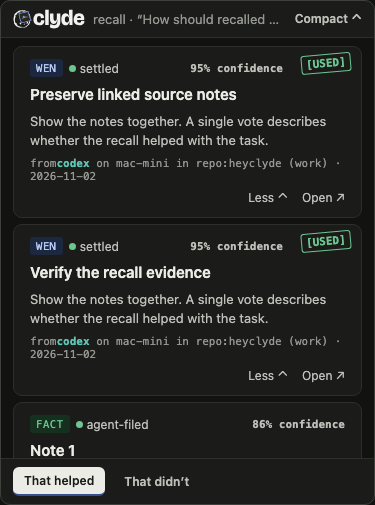 clyde recall · “How should recalled ... Compact ^
WEN settled 95% confidence [USED]
Preserve linked source notes
Show the notes together. A single vote describes
whether the recall helped with the task.
fromcodex on mac-mini in repo:heyclyde (work) ·
2026-11-02
Less ^ Open ↗
WEN settled 95% confidence [USED]
Verify the recall evidence
Show the notes together. A single vote describes
whether the recall helped with the task.
fromcodex on mac-mini in repo:heyclyde (work) ·
2026-11-02
Less ^ Open ↗
FACT agent-filed 86% confidence
Note 1
That helped That didn’t